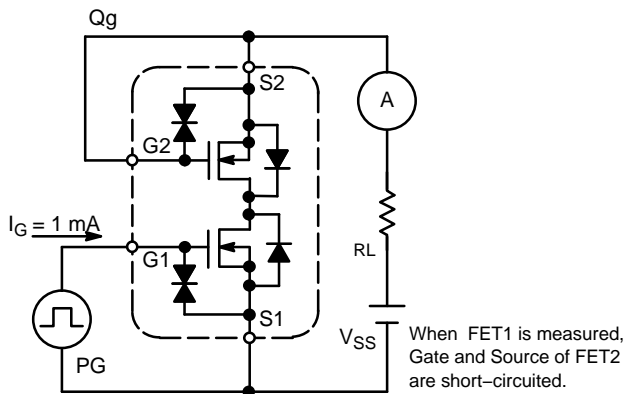 Qg
S2
A
G2
I_G = 1 mA
G1
RL
S1
V_SS
PG
When FET1 is measured,
Gate and Source of FET2
are short−circuited.